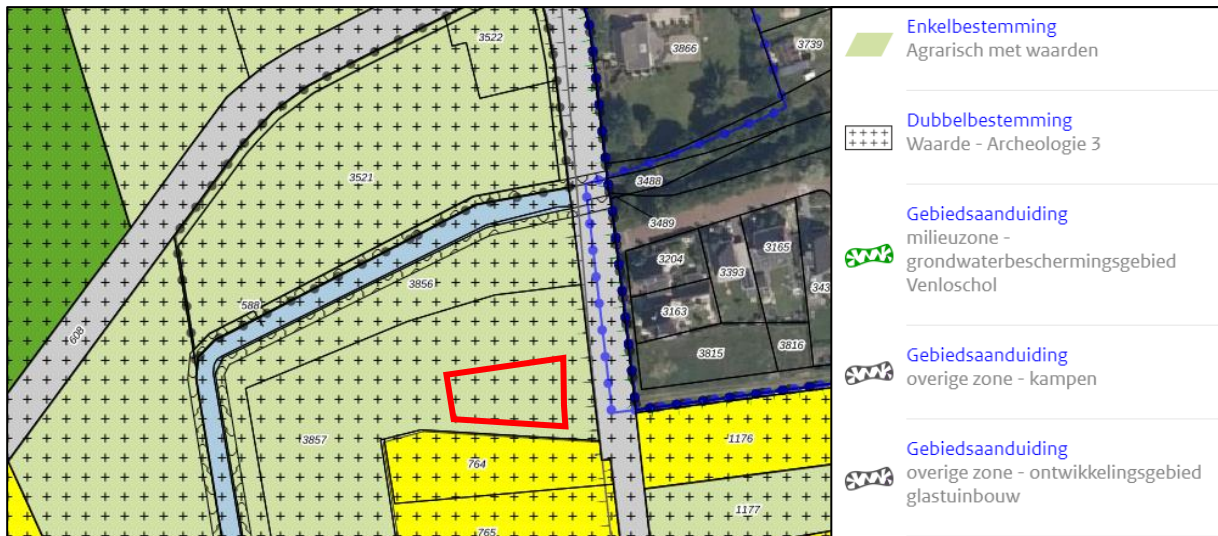 3522
3866
3739
3521
3488
3489
3165
3204
3393
3856
588
3163
608
3815
3816
3857
1176
764
1177
765
Enkelbestemming
Agrarisch met waarden
Dubbelbestemming
Waarde - Archeologie 3
Gebiedsaanduiding
milieuzone -
grondwaterbeschermingsgebied
Venloschol
Gebiedsaanduiding
overige zone - kampen
Gebiedsaanduiding
overige zone - ontwikkelingsgebied
glastuinbouw